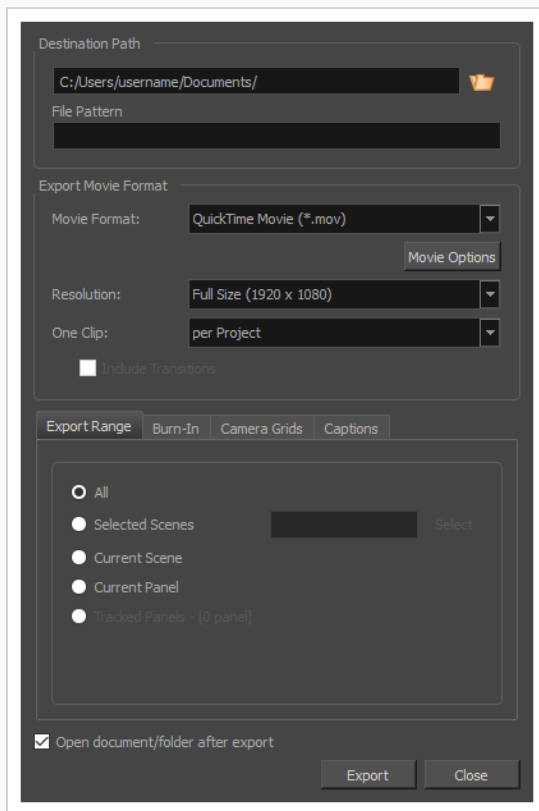 Destination Path
C:/Users/username/Documents/
File Pattern
Export Movie Format
Movie Format: QuickTime Movie (*.mov)
Movie Options
Resolution: Full Size (1920 x 1080)
One Clip: per Project
Include Transitions
Export Range Burn-In Camera Grids Captions
All
Selected Scenes Select
Current Scene
Current Panel
Tracked Panels - [0 panel]
Open document/folder after export
Export Close